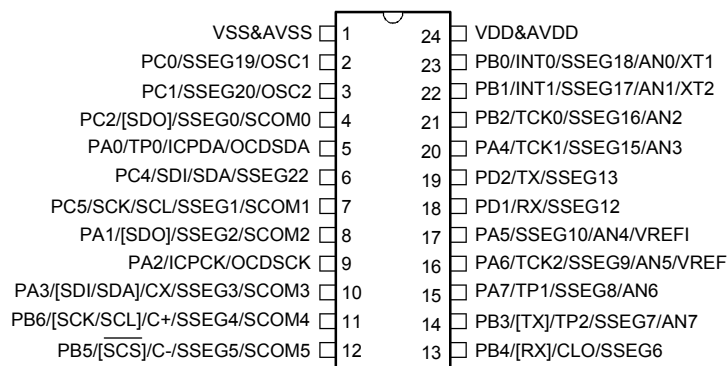 VSS&AVSS 1 24 VDD&AVDD
PC0/SSEG19/OSC1 2 23 PB0/INT0/SSEG18/AN0/XT1
PC1/SSEG20/OSC2 3 22 PB1/INT1/SSEG17/AN1/XT2
PC2/[SDO]/SSEG0/SCOM0 4 21 PB2/TCK0/SSEG16/AN2
PA0/TP0/ICPDA/OCDSDA 5 20 PA4/TCK1/SSEG15/AN3
PC4/SDI/SDA/SSEG22 6 19 PD2/TX/SSEG13
PC5/SCK/SCL/SSEG1/SCOM1 7 18 PD1/RX/SSEG12
PA1/[SDO]/SSEG2/SCOM2 8 17 PA5/SSEG10/AN4/VREFI
PA2/ICPCK/OCDSCK 9 16 PA6/TCK2/SSEG9/AN5/VREF
PA3/[SDI/SDA]/CX/SSEG3/SCOM3 10 15 PA7/TP1/SSEG8/AN6
PB6/[SCK/SCL]/C+/SSEG4/SCOM4 11 14 PB3/[TX]/TP2/SSEG7/AN7
PB5/[SCS]/C-/SSEG5/SCOM5 12 13 PB4/[RX]/CLO/SSEG6